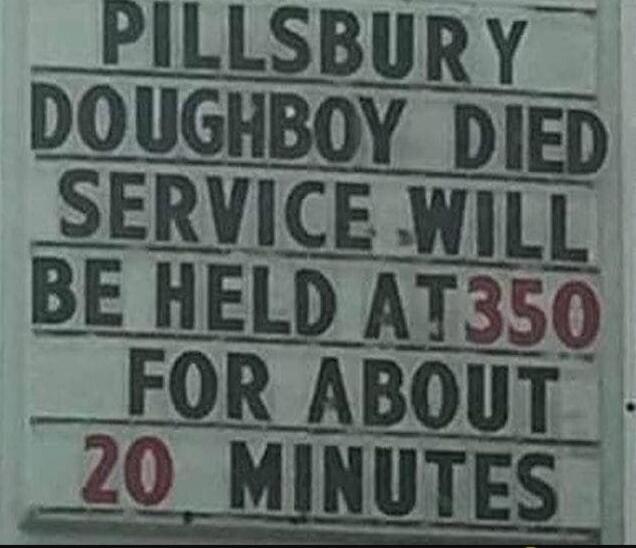 PILLSBURY
DOUGHBOY DIED
SERVICE WILL
BE HELD AT 350
FOR ABOUT
20 MINUTES